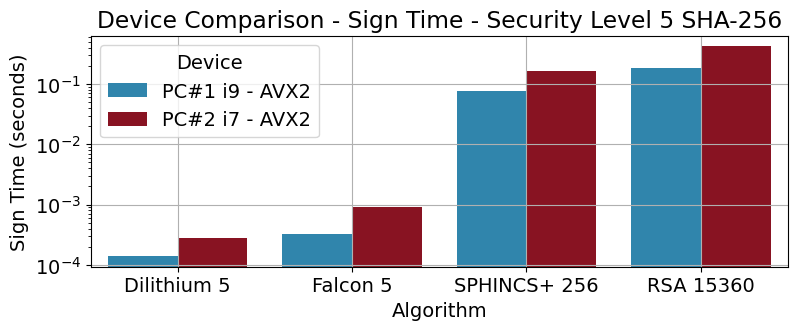 Device Comparison - Sign Time - Security Level 5 SHA-256
Sign Time (seconds)
10⁻¹
10⁻²
10⁻³
10⁻⁴
Device
PC#1 i9 - AVX2
PC#2 i7 - AVX2
Dilithium 5
Falcon 5
SPHINCS+ 256
RSA 15360
Algorithm